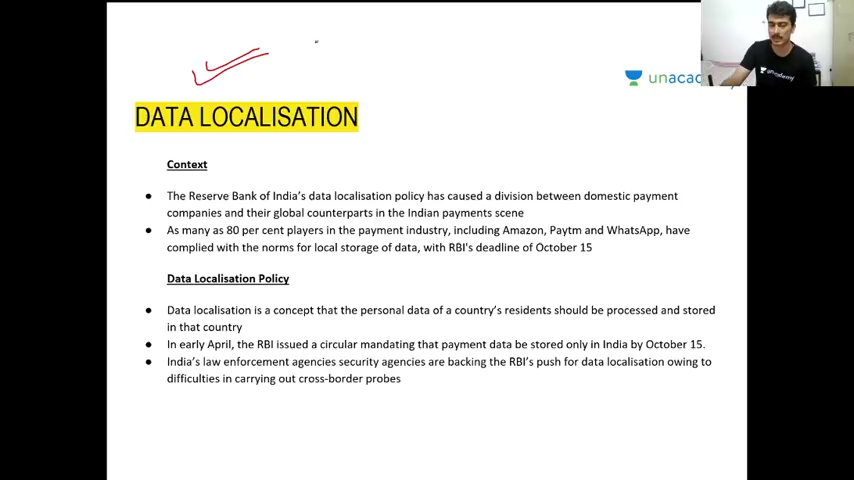 unacademy
DATA LOCALISATION
Context
● The Reserve Bank of India's data localisation policy has caused a division between domestic payment
companies and their global counterparts in the Indian payments scene
● As many as 80 per cent players in the payment industry, including Amazon, Paytm and WhatsApp, have
complied with the norms for local storage of data, with RBI's deadline of October 15
Data Localisation Policy
● Data localisation is a concept that the personal data of a country's residents should be processed and stored
in that country
● In early April, the RBI issued a circular mandating that payment data be stored only in India by October 15.
● India's law enforcement agencies security agencies are backing the RBI's push for data localisation owing to
difficulties in carrying out cross-border probes